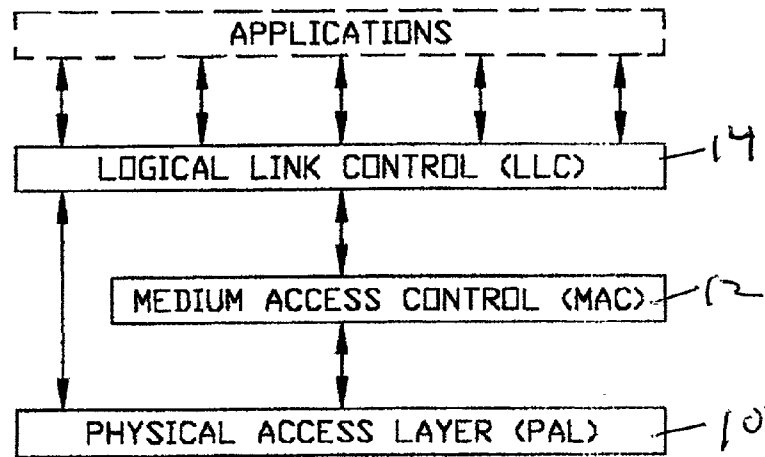 APPLICATIONS
LOGICAL LINK CONTROL (LLC)
14
MEDIUM ACCESS CONTROL (MAC)
12
PHYSICAL ACCESS LAYER (PAL)
10